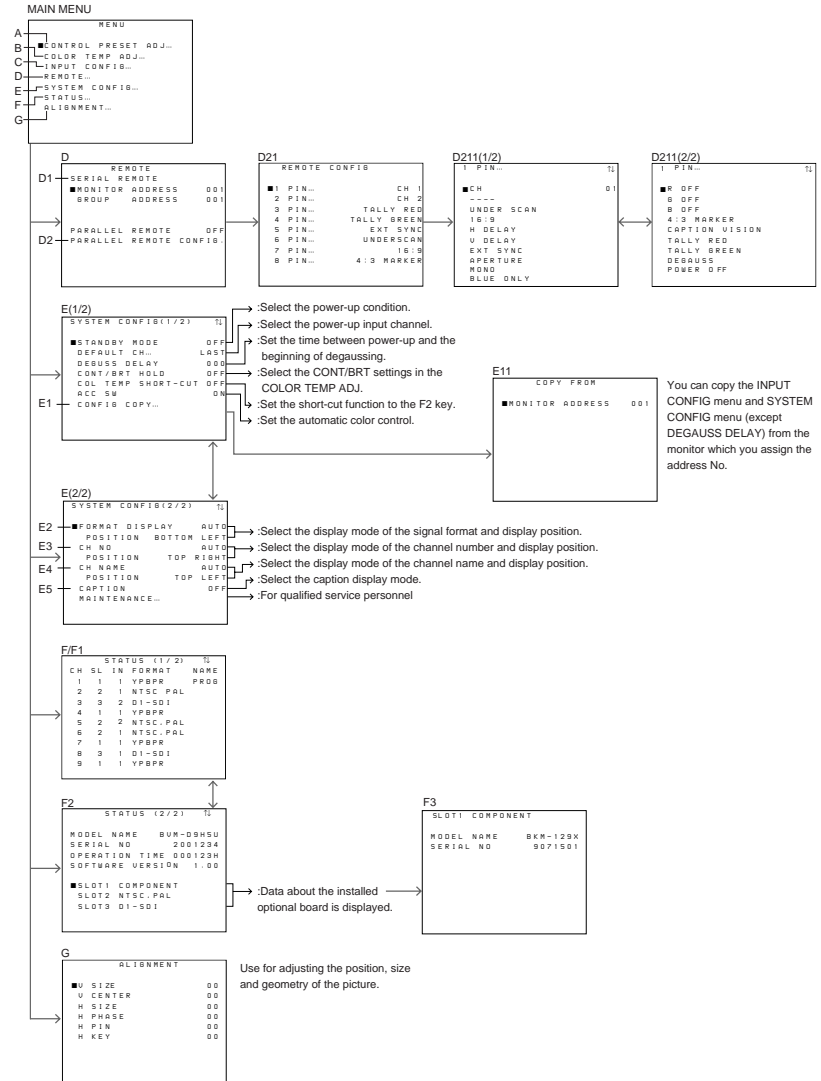 MAIN MENU
MENU
A
B
C
D
E
F
G
■CONTROL PRESET ADJ…
COLOR TEMP ADJ…
INPUT CONFIG…
REMOTE…
SYSTEM CONFIG…
STATUS…
ALIGNMENT…
D
REMOTE
D1
SERIAL REMOTE
■MONITOR ADDRESS 001
GROUP ADDRESS 001
PARALLEL REMOTE OFF
D2
PARALLEL REMOTE CONFIG.
D21
REMOTE CONFIG
■1 PIN… CH 1
2 PIN… CH 2
3 PIN… TALLY RED
4 PIN… TALLY GREEN
5 PIN… EXT SYNC
6 PIN… UNDERSCAN
7 PIN… 16:9
8 PIN… 4:3 MARKER
D211(1/2)
1 PIN… ↑↓
■CH 01
----
UNDER SCAN
16:9
H DELAY
V DELAY
EXT SYNC
APERTURE
MONO
BLUE ONLY
D211(2/2)
1 PIN… ↑↓
■R OFF
G OFF
B OFF
4:3 MARKER
CAPTION VISION
TALLY RED
TALLY GREEN
DEGAUSS
POWER OFF
E(1/2)
SYSTEM CONFIG(1/2) ↑↓
■STANDBY MODE OFF
DEFAULT CH… LAST
DEGUSS DELAY 000
CONT/BRT HOLD OFF
COL TEMP SHORT-CUT OFF
ACC SW ON
E1
CONFIG COPY…
:Select the power-up condition.
:Select the power-up input channel.
:Set the time between power-up and the
beginning of degaussing.
:Select the CONT/BRT settings in the
COLOR TEMP ADJ.
:Set the short-cut function to the F2 key.
:Set the automatic color control.
E11
COPY FROM
■MONITOR ADDRESS 001
You can copy the INPUT
CONFIG menu and SYSTEM
CONFIG menu (except
DEGAUSS DELAY) from the
monitor which you assign the
address No.
E(2/2)
SYSTEM CONFIG(2/2) ↑↓
E2
■FORMAT DISPLAY AUTO
POSITION BOTTOM LEFT
E3
CH NO AUTO
POSITION TOP RIGHT
E4
CH NAME AUTO
POSITION TOP LEFT
E5
CAPTION OFF
MAINTENANCE…
:Select the display mode of the signal format and display position.
:Select the display mode of the channel number and display position.
:Select the display mode of the channel name and display position.
:Select the caption display mode.
:For qualified service personnel
F/F1
STATUS (1/2) ↑↓
CH SL IN FORMAT NAME
1 1 1 YPBPR PROG
2 2 1 NTSC PAL
3 3 2 D1-SDI
4 1 1 YPBPR
5 2 2 NTSC.PAL
6 2 1 NTSC.PAL
7 1 1 YPBPR
8 3 1 D1-SDI
9 1 1 YPBPR
F2
STATUS (2/2) ↑↓
MODEL NAME BVM-D9H5U
SERIAL NO 2001234
OPERATION TIME 000123H
SOFTWARE VERSION 1.00
■SLOT1 COMPONENT
SLOT2 NTSC.PAL
SLOT3 D1-SDI
:Data about the installed
optional board is displayed.
F3
SLOT1 COMPONENT
MODEL NAME BKM-129X
SERIAL NO 9071501
G
ALIGNMENT
■V SIZE 00
V CENTER 00
H SIZE 00
H PHASE 00
H PIN 00
H KEY 00
Use for adjusting the position, size
and geometry of the picture.